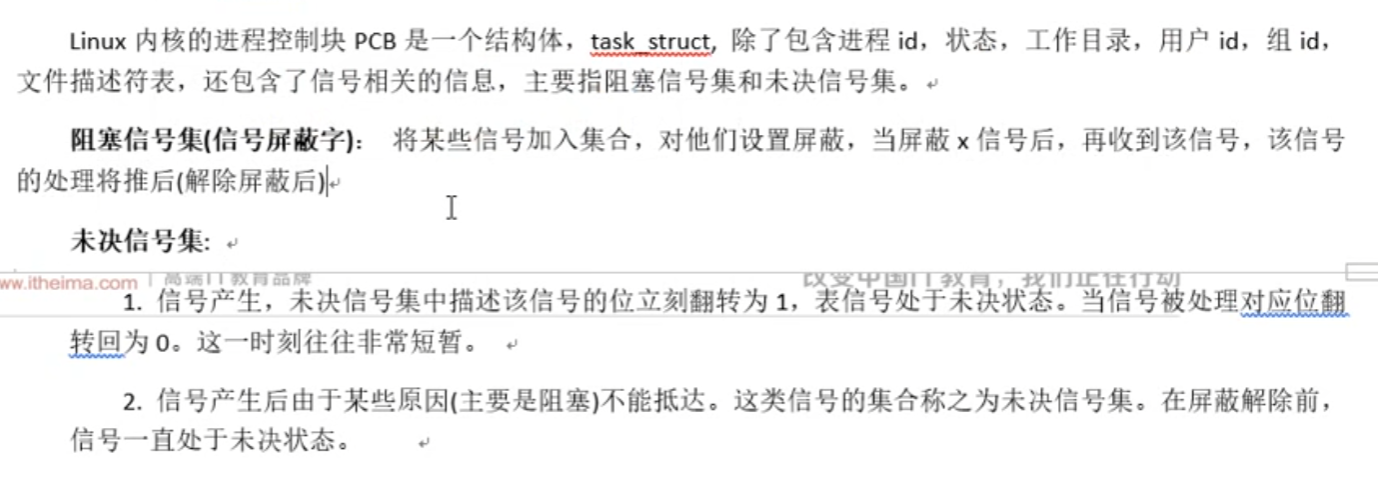 Linux 内核的进程控制块 PCB 是一个结构体，task_struct, 除了包含进程 id，状态，工作目录，用户 id，组 id，
文件描述符表，还包含了信号相关的信息，主要指阻塞信号集和未决信号集。
阻塞信号集(信号屏蔽字)： 将某些信号加入集合，对他们设置屏蔽，当屏蔽 x 信号后，再收到该信号，该信号
的处理将推后(解除屏蔽后)
未决信号集:
ww.itheima.com 高端IT教育品牌 改变中国IT教育，我们正在行动
1. 信号产生，未决信号集中描述该信号的位立刻翻转为 1，表信号处于未决状态。当信号被处理对应位翻
转回为 0。这一时刻往往非常短暂。
2. 信号产生后由于某些原因(主要是阻塞)不能抵达。这类信号的集合称之为未决信号集。在屏蔽解除前，
信号一直处于未决状态。